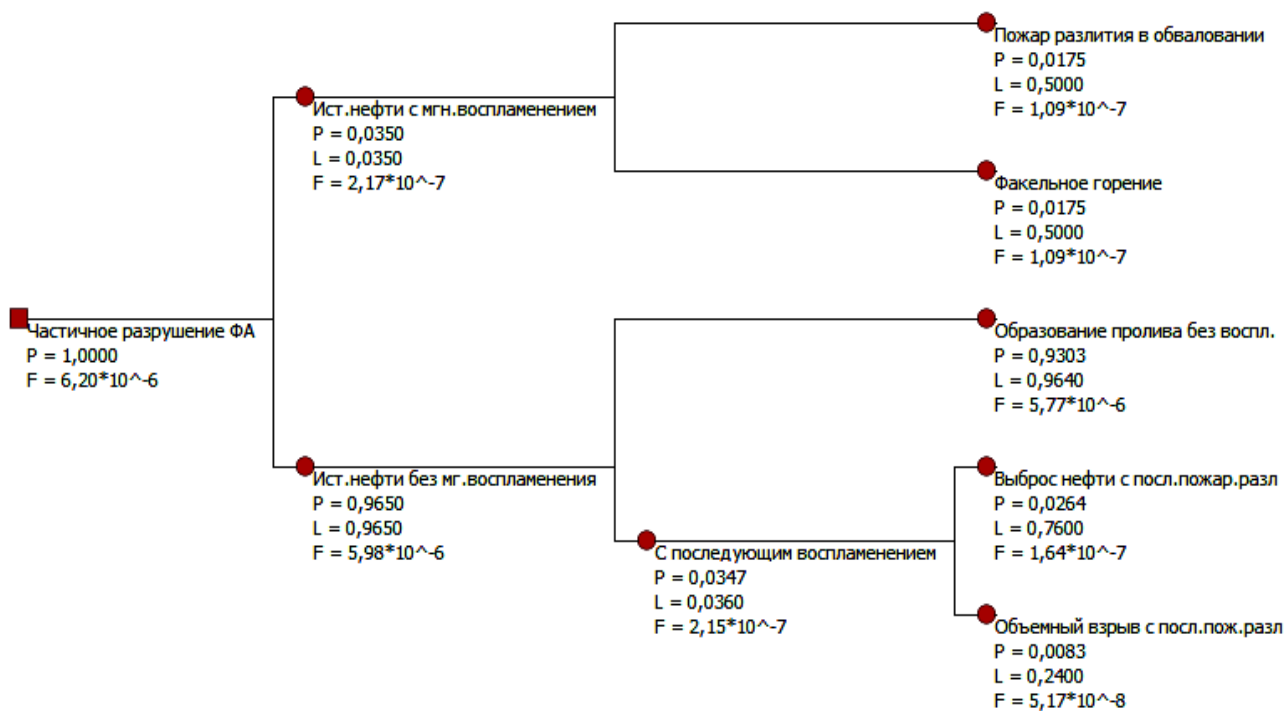 Пожар разлития в обваловании
P = 0,0175
L = 0,5000
F = 1,09*10^-7
Ист.нефти с мгн.воспламенением
P = 0,0350
L = 0,0350
F = 2,17*10^-7
Факельное горение
P = 0,0175
L = 0,5000
F = 1,09*10^-7
Частичное разрушение ФА
P = 1,0000
F = 6,20*10^-6
Образование пролива без воспл.
P = 0,9303
L = 0,9640
F = 5,77*10^-6
Ист.нефти без мг.воспламенения
P = 0,9650
L = 0,9650
F = 5,98*10^-6
Выброс нефти с посл.пожар.разл
P = 0,0264
L = 0,7600
F = 1,64*10^-7
С последующим воспламенением
P = 0,0347
L = 0,0360
F = 2,15*10^-7
Объемный взрыв с посл.пож.разл
P = 0,0083
L = 0,2400
F = 5,17*10^-8